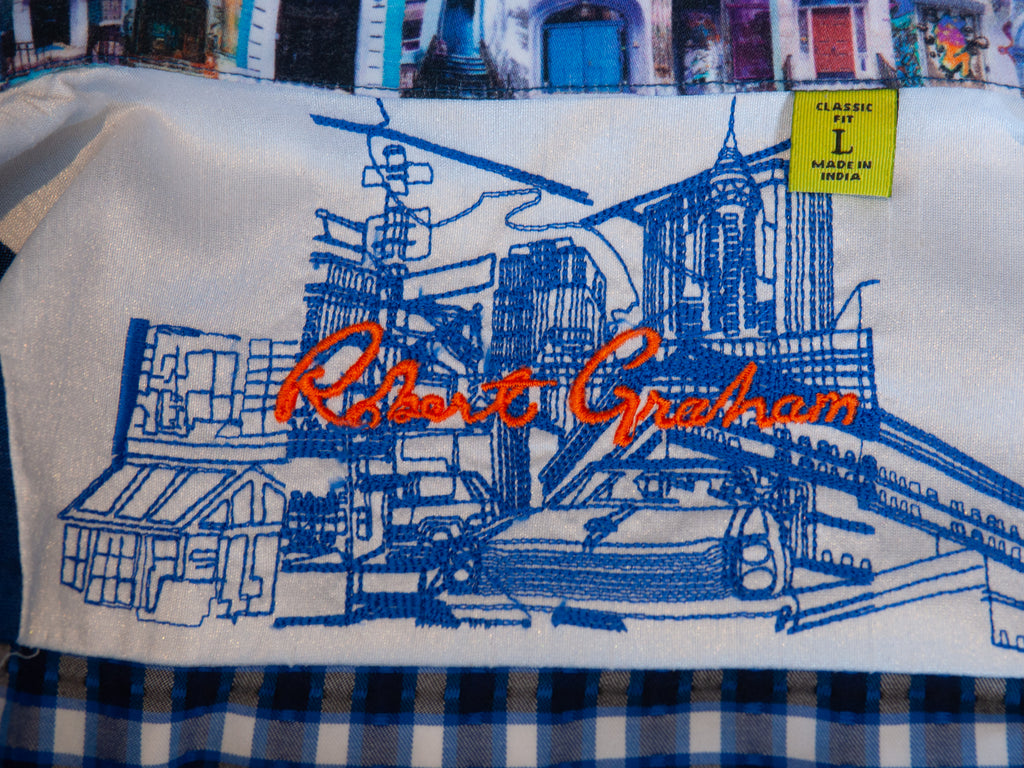 CLASSIC
FIT
L
MADE IN
INDIA
Robert Graham